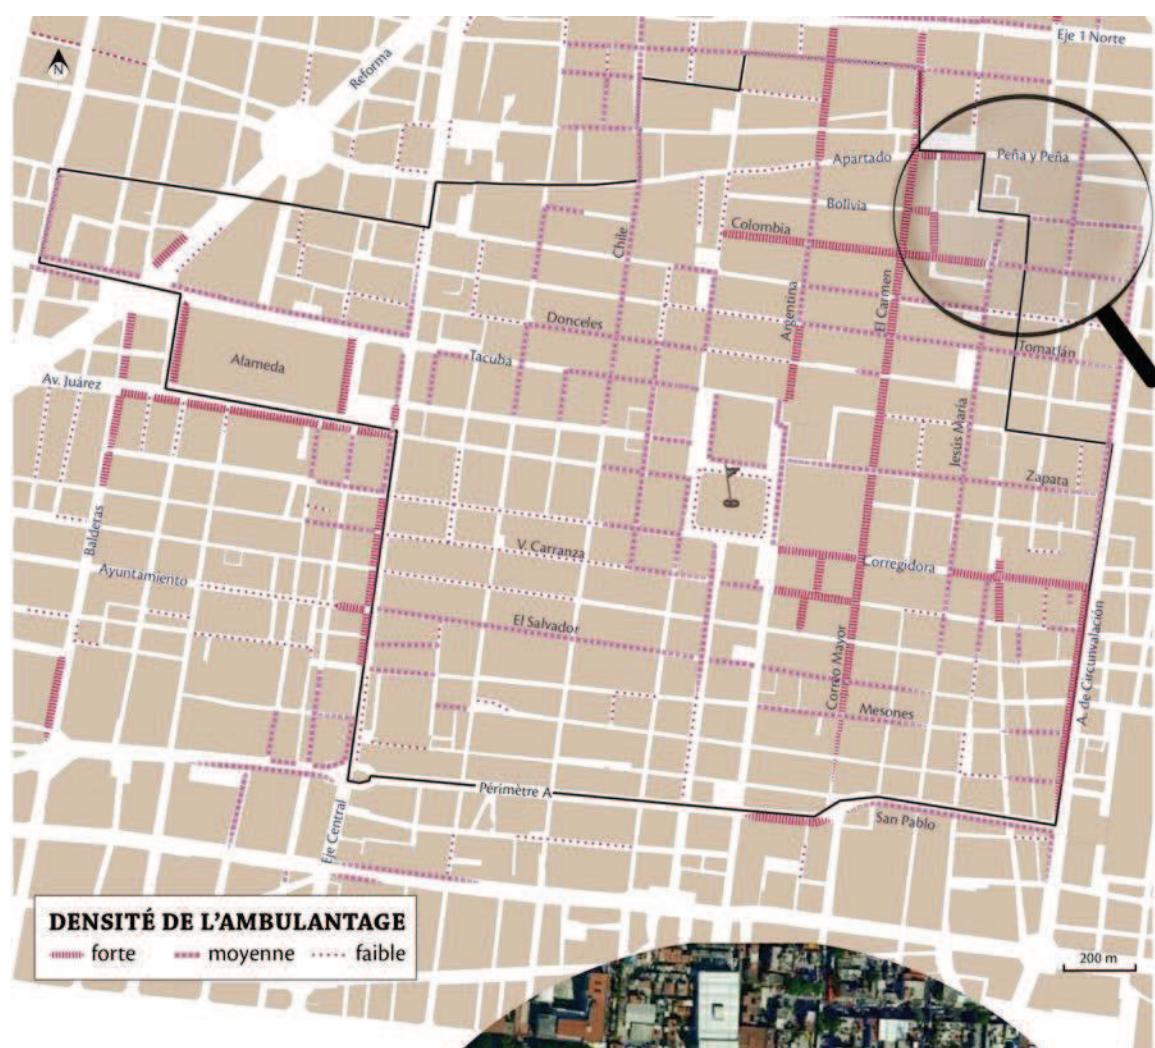 Eje 1 Norte
N
Reforma
Apartado
Peña y Peña
Bolivia
Colombia
Chile
Argentina
El Carmen
Donceles
Tacuba
Tomatlán
Alameda
Av. Juárez
Jesús María
Zapata
Balderas
V. Carranza
Corregidora
Ayuntamiento
El Salvador
Correo Mayor
A. de Circunvalación
Mesones
Périmètre A
San Pablo
Eje Central
DENSITÉ DE L'AMBULANTAGE
forte moyenne faible
200 m